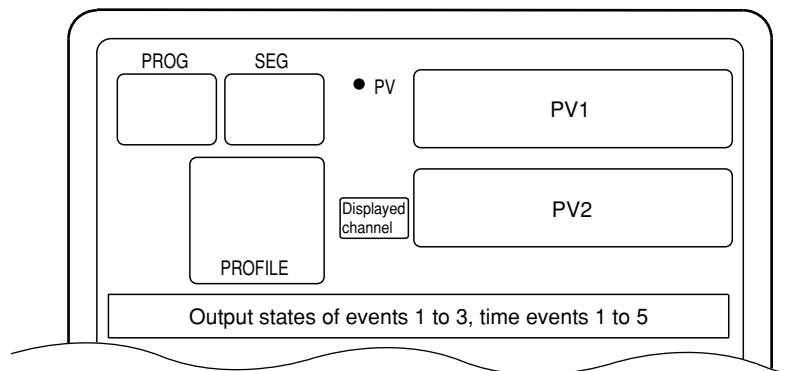 PROG
SEG
PV
PV1
Displayed
channel
PV2
PROFILE
Output states of events 1 to 3, time events 1 to 5